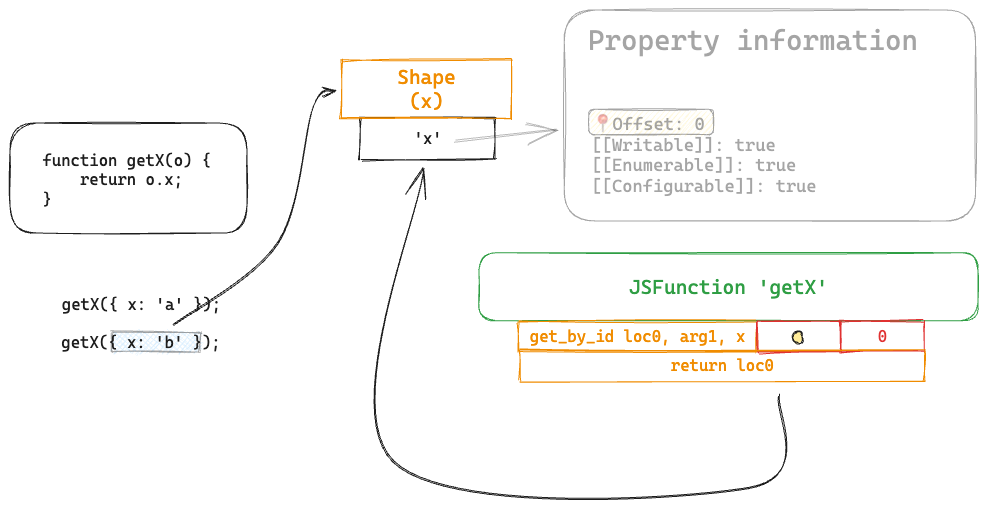 Property information
Shape
(x)
'x'
Offset: 0
[[Writable]]: true
[[Enumerable]]: true
[[Configurable]]: true
function getX(o) {
    return o.x;
}
getX({ x: 'a' });
getX({ x: 'b' });
JSFunction 'getX'
get_by_id loc0, arg1, x
0
return loc0